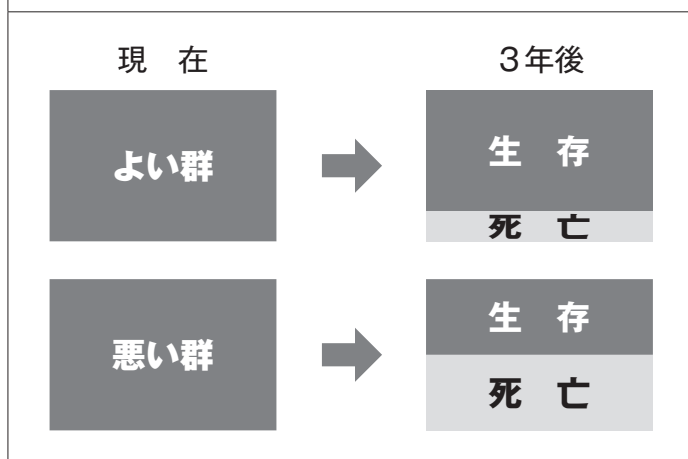 現 在
3年後
よい群
生 存
死 亡
悪い群
生 存
死 亡